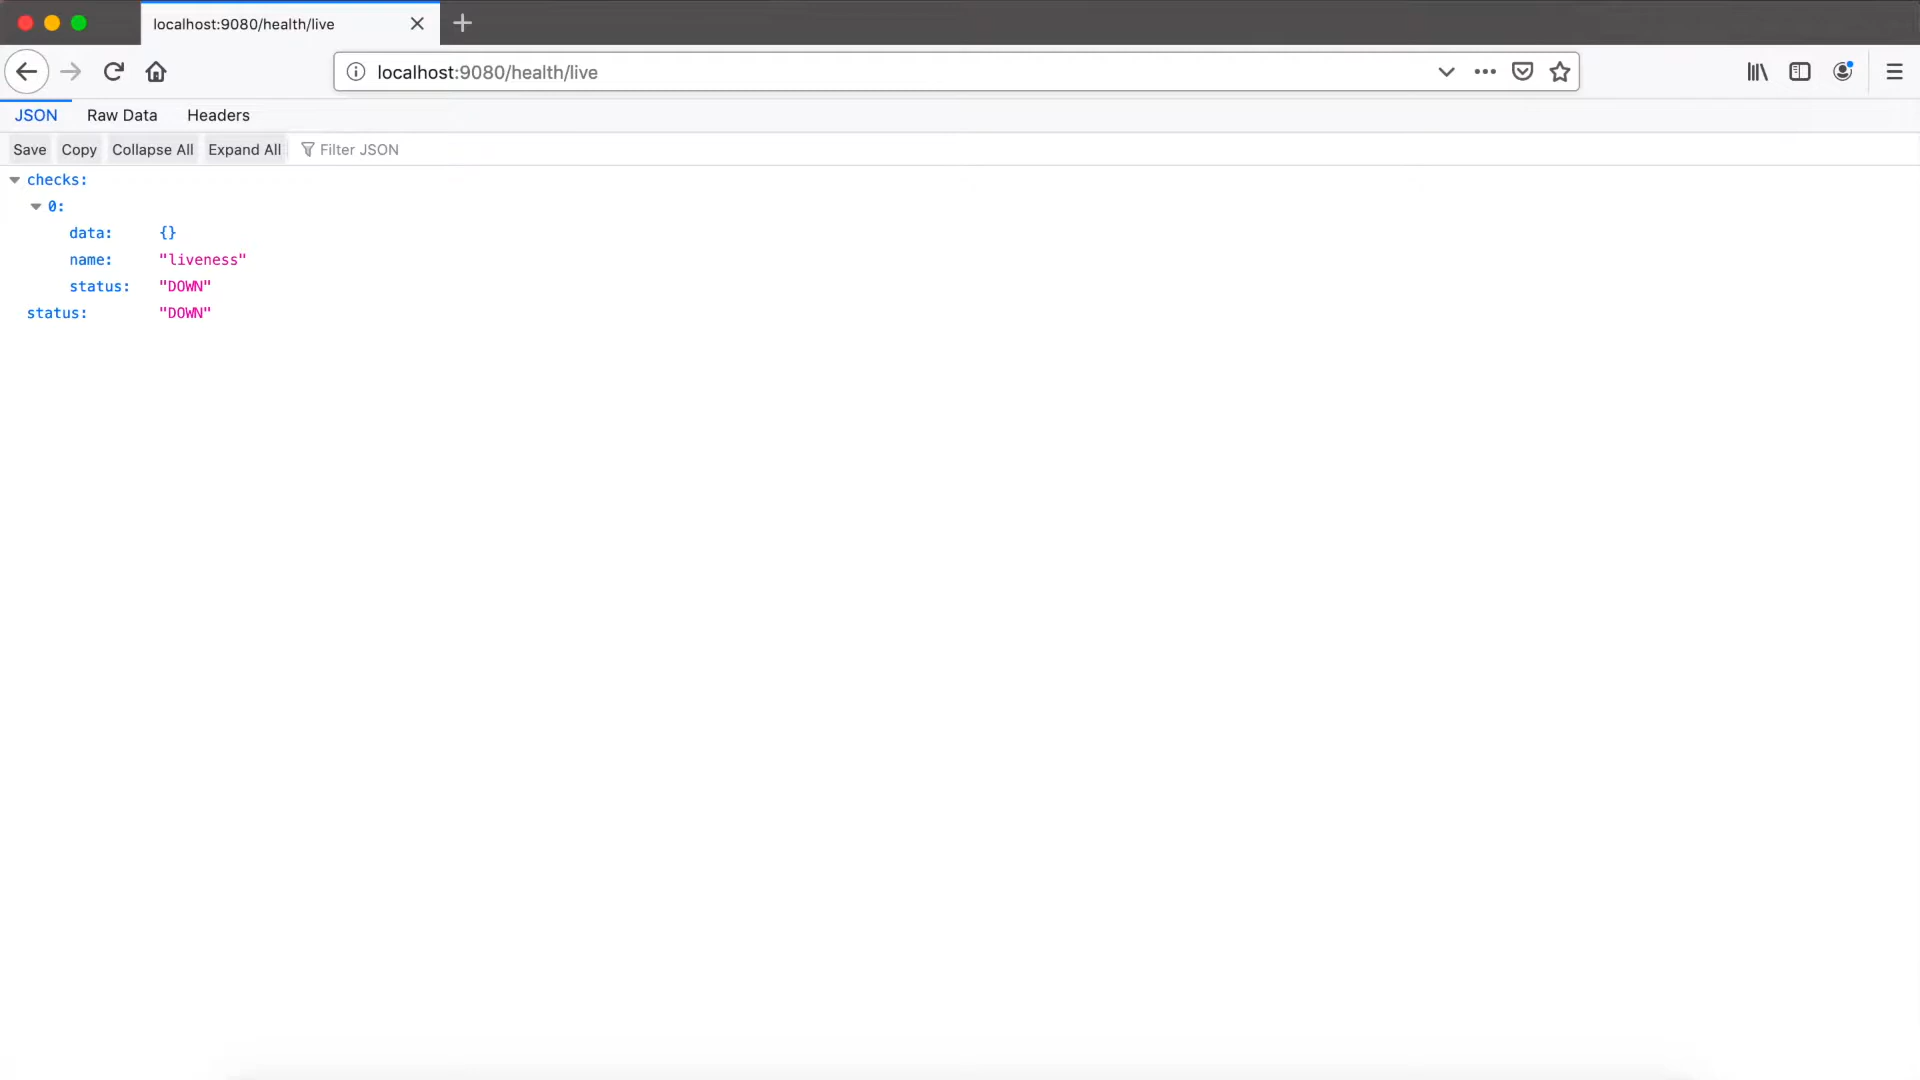 localhost:9080/health/live
localhost:9080/health/live
JSON Raw Data Headers
Save Copy Collapse All Expand All Filter JSON
checks:
0:
data: {}
name: "liveness"
status: "DOWN"
status: "DOWN"